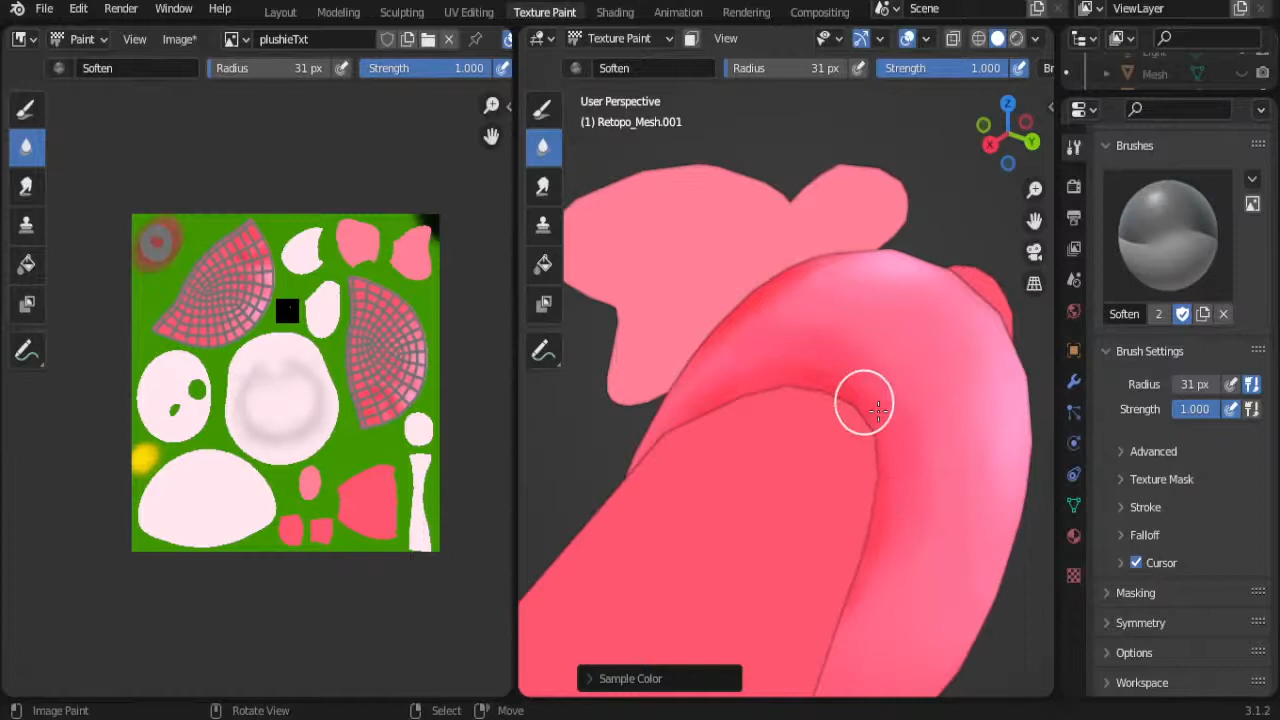 File Edit Render Window Help
Layout Modeling Sculpting UV Editing Texture Paint Shading Animation Rendering Compositing
Scene
ViewLayer
Paint View Image* plushieTxt
Texture Paint View
Soften Radius 31 px Strength 1.000
Soften Radius 31 px Strength 1.000 Br
Mesh
User Perspective
(1) Retopo_Mesh.001
Z
Y
X
Brushes
Soften 2
Brush Settings
Radius 31 px
Strength 1.000
Advanced
Texture Mask
Stroke
Falloff
Cursor
Masking
Symmetry
Options
Workspace
Sample Color
Image Paint Rotate View Select Move 3.1.2